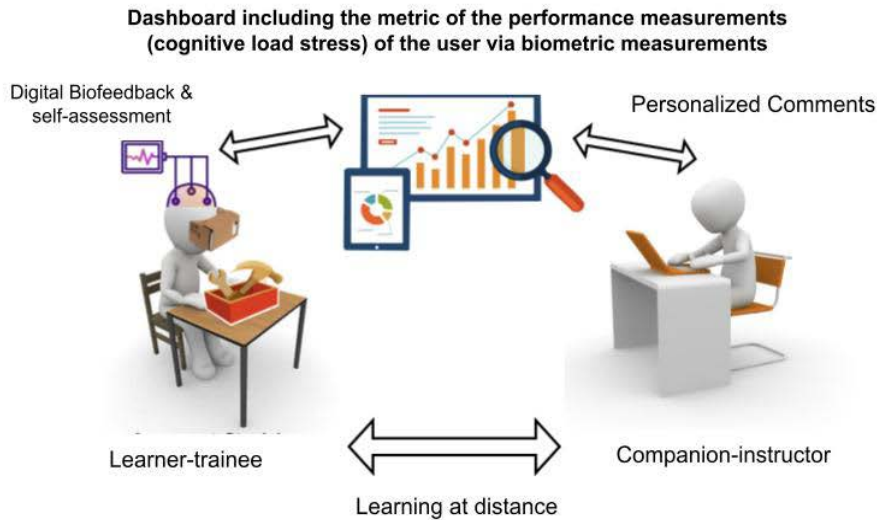 Dashboard including the metric of the performance measurements
(cognitive load stress) of the user via biometric measurements
Digital Biofeedback &
self-assessment
Personalized Comments
Learner-trainee
Companion-instructor
Learning at distance